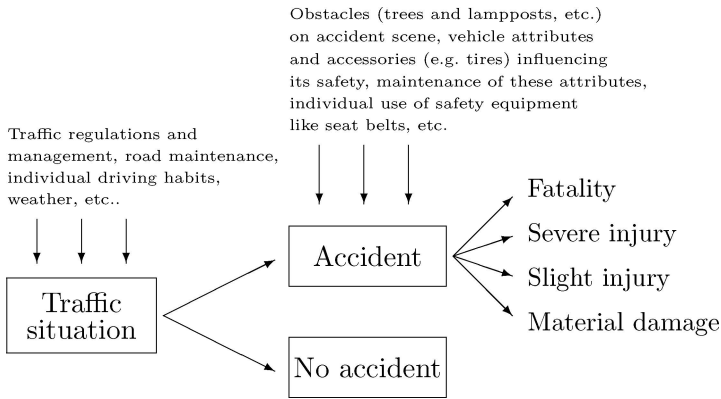 Obstacles (trees and lampposts, etc.)
on accident scene, vehicle attributes
and accessories (e.g. tires) influencing
its safety, maintenance of these attributes,
individual use of safety equipment
like seat belts, etc.
Traffic regulations and
management, road maintenance,
individual driving habits,
weather, etc..
Traffic
situation
Accident
No accident
Fatality
Severe injury
Slight injury
Material damage